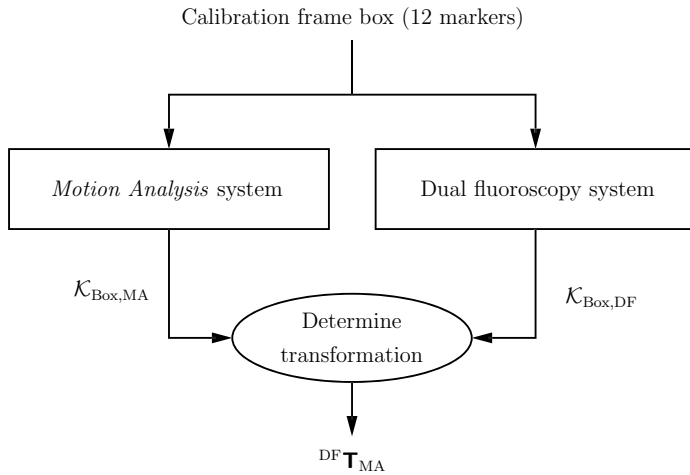 Calibration frame box (12 markers)
Motion Analysis system
Dual fluoroscopy system
𝒦Box,MA
𝒦Box,DF
Determine
transformation
DF𝗧MA